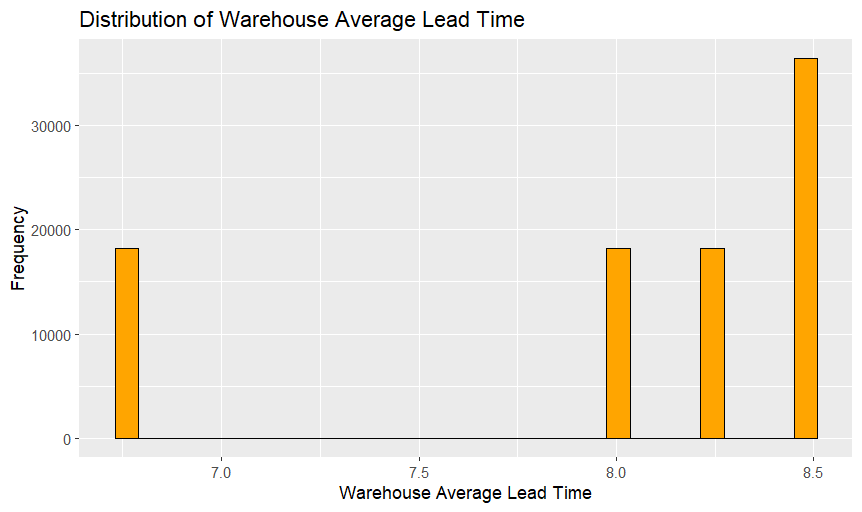 Distribution of Warehouse Average Lead Time
Frequency
30000
20000
10000
0
7.0 7.5 8.0 8.5
Warehouse Average Lead Time